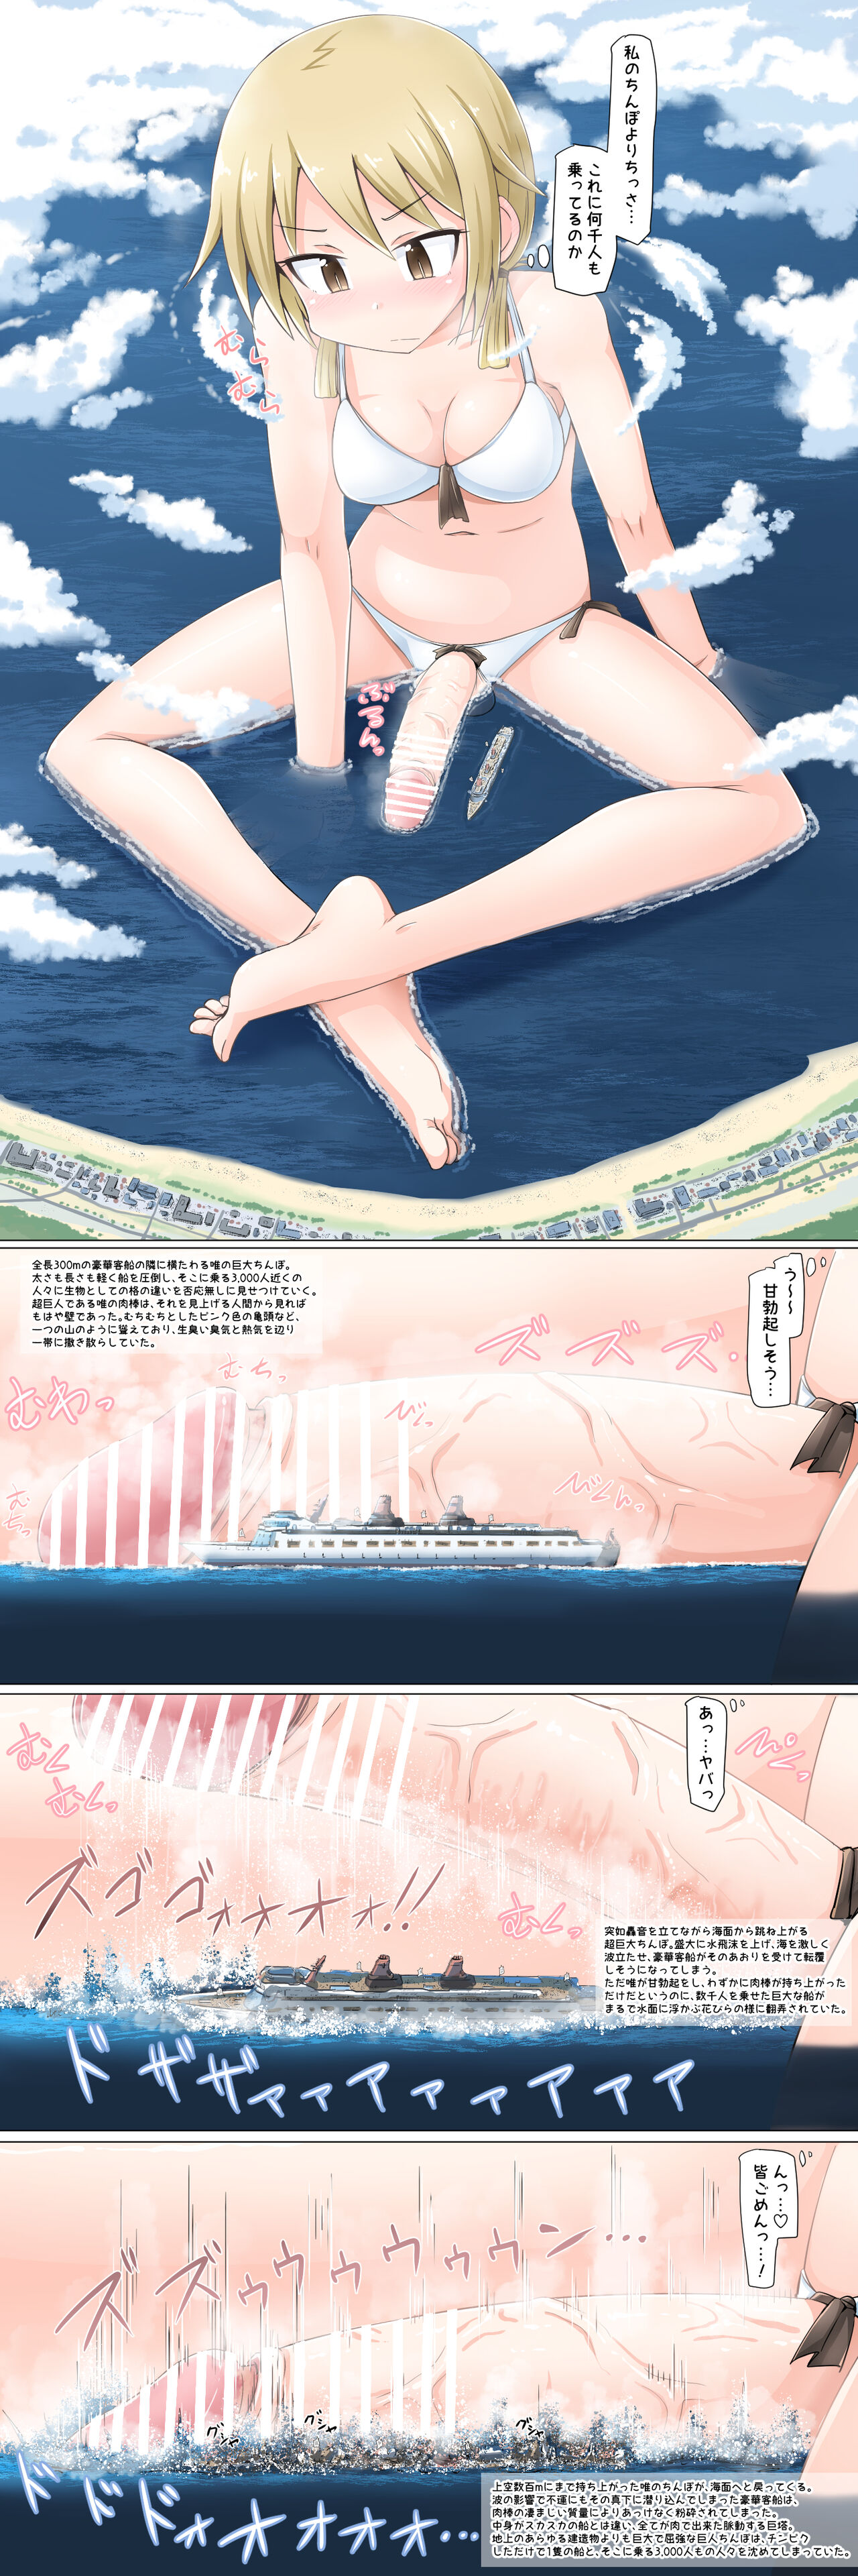 私のちんぽよりちっさ…
これに何千人も
乗ってるのか
むら
むら
ぶるんっ
全長300mの豪華客船の隣に横たわる唯の巨大ちんぽ。
太さも長さも軽く船を圧倒し、そこに乗る3,000人近くの
人々に生物としての格の違いを否応無しに見せつけていく。
超巨人である唯の肉棒は、それを見上げる人間から見れば
もはや壁であった。むちむちとしたピンク色の亀頭など、
一つの山のように聳えており、生臭い臭気と熱気を辺り
一帯に撒き散らしていた。
う～～
甘勃起しそう…
ズズズ…
むちっ
むわっ
びんっ
むちっ
びくんっ
あっ…ヤバっ
むくっ
むくっ
ズゴゴォオオォ!!
むくっ
突如轟音を立てながら海面から跳ね上がる
超巨大ちんぽ。盛大に水飛沫を上げ、海を激しく
波立たせ、豪華客船がそのあおりを受けて転覆
しそうになってしまう。
ただ唯が甘勃起をし、わずかに肉棒が持ち上がった
だけだというのに、数千人を乗せた巨大な船が
まるで水面に浮かぶ花びらの様に翻弄されていた。
ドザザァァアァァアァア
んっ…♡
皆ごめんっ…!
ズズゥウゥウゥウン…
グシャ
グシャ
グシャ
ドドドォオオオ…
上空数百mにまで持ち上がった唯のちんぽが、海面へと戻ってくる。
波の影響で不運にもその真下に潜り込んでしまった豪華客船は、
肉棒の凄まじい質量によりあっけなく粉砕されてしまった。
中身がスカスカの船とは違い、全てが肉で出来た脈動する巨塔。
地上のあらゆる建造物よりも巨大で屈強な巨人ちんぽは、チンピク
しただけで1隻の船と、そこに乗る3,000人もの人々を沈めてしまっていた。